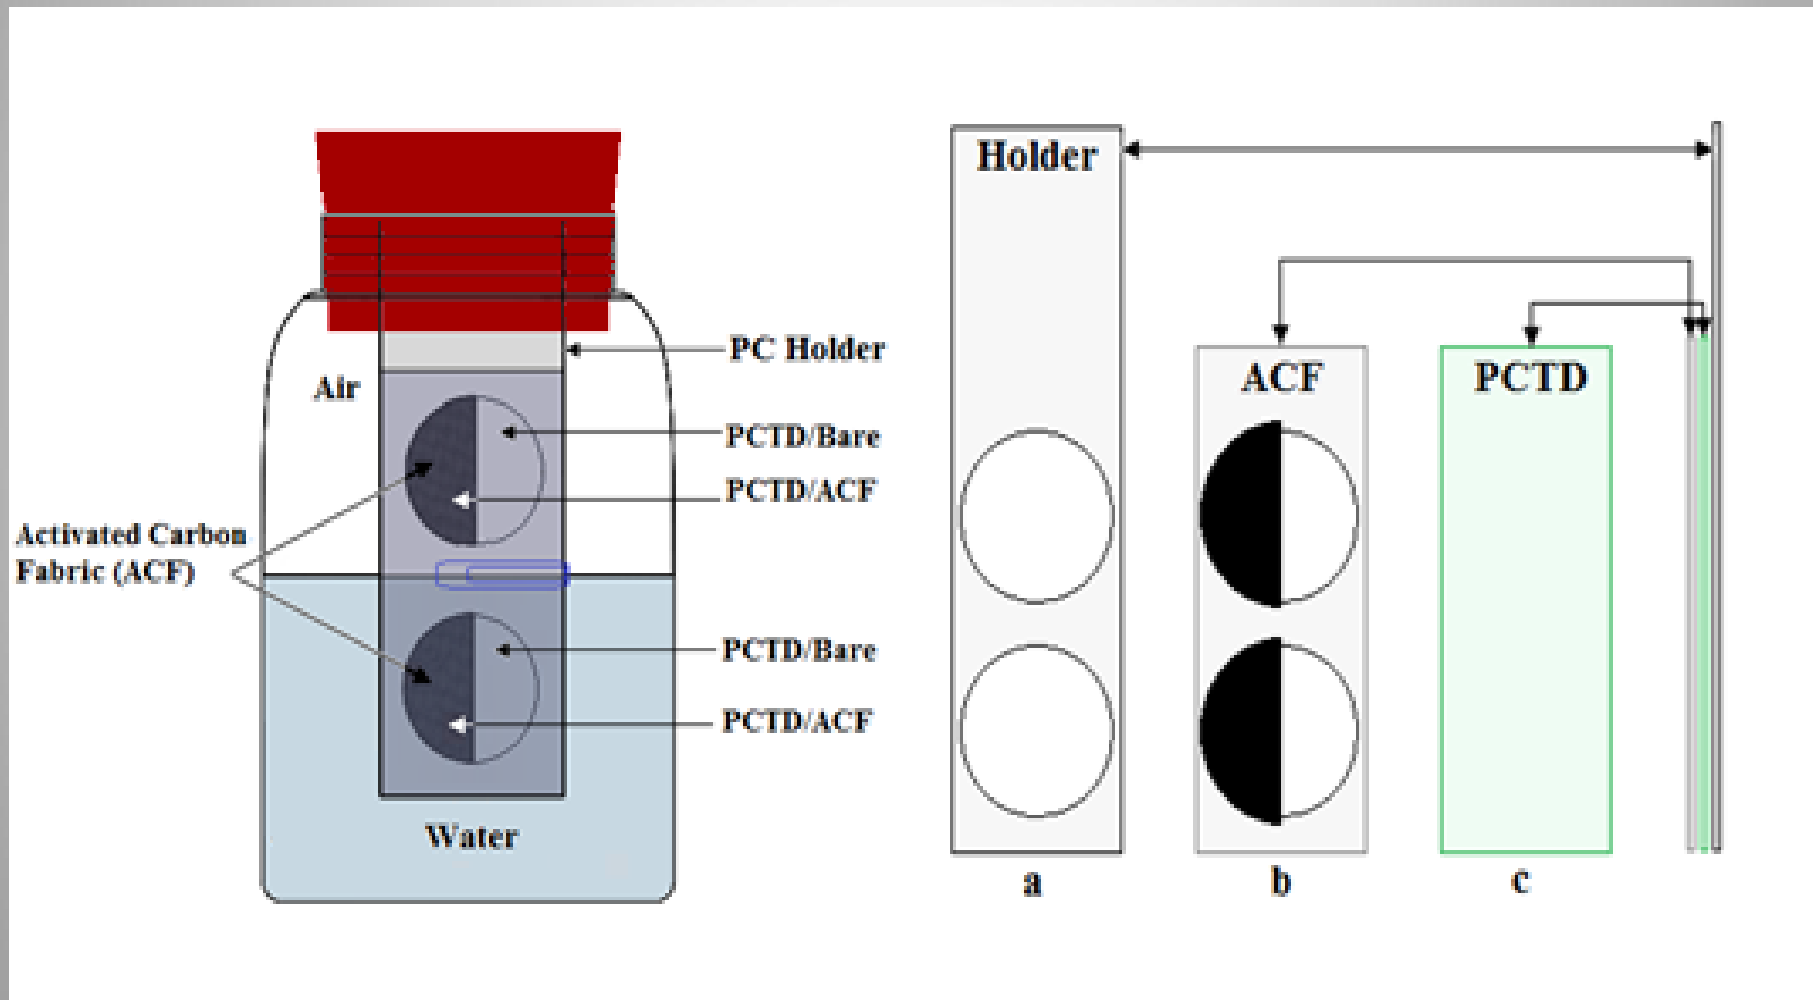 PC Holder
Air
PCTD/Bare
PCTD/ACF
Activated Carbon
Fabric (ACF)
PCTD/Bare
PCTD/ACF
Water
Holder
ACF
PCTD
a
b
c